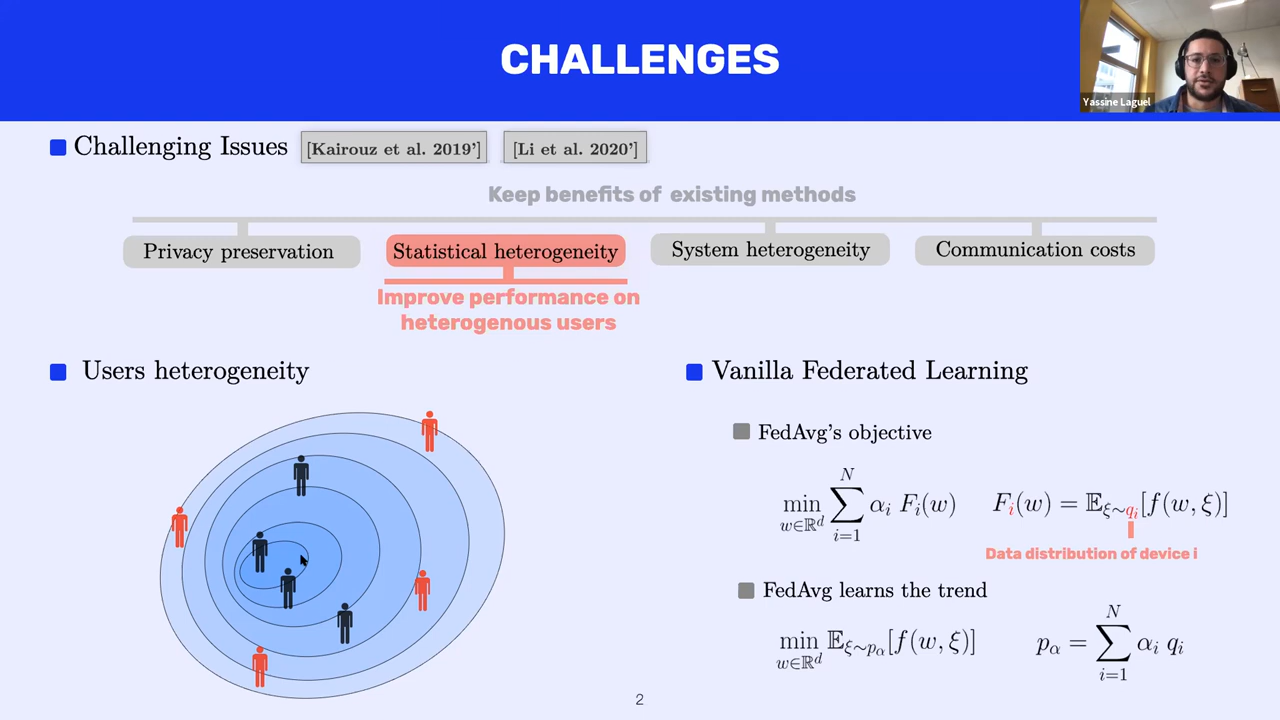 CHALLENGES
Yassine Laguel
Challenging Issues [Kairouz et al. 2019'] [Li et al. 2020']
Keep benefits of existing methods
Privacy preservation
Statistical heterogeneity
System heterogeneity
Communication costs
Improve performance on
heterogenous users
Users heterogeneity
Vanilla Federated Learning
FedAvg's objective
min_{w∈ℝ^d} ∑_{i=1}^{N} α_i F_i(w)
F_i(w) = 𝔼_{ξ∼q_i}[f(w, ξ)]
Data distribution of device i
FedAvg learns the trend
min_{w∈ℝ^d} 𝔼_{ξ∼p_α}[f(w, ξ)]
p_α = ∑_{i=1}^{N} α_i q_i
2